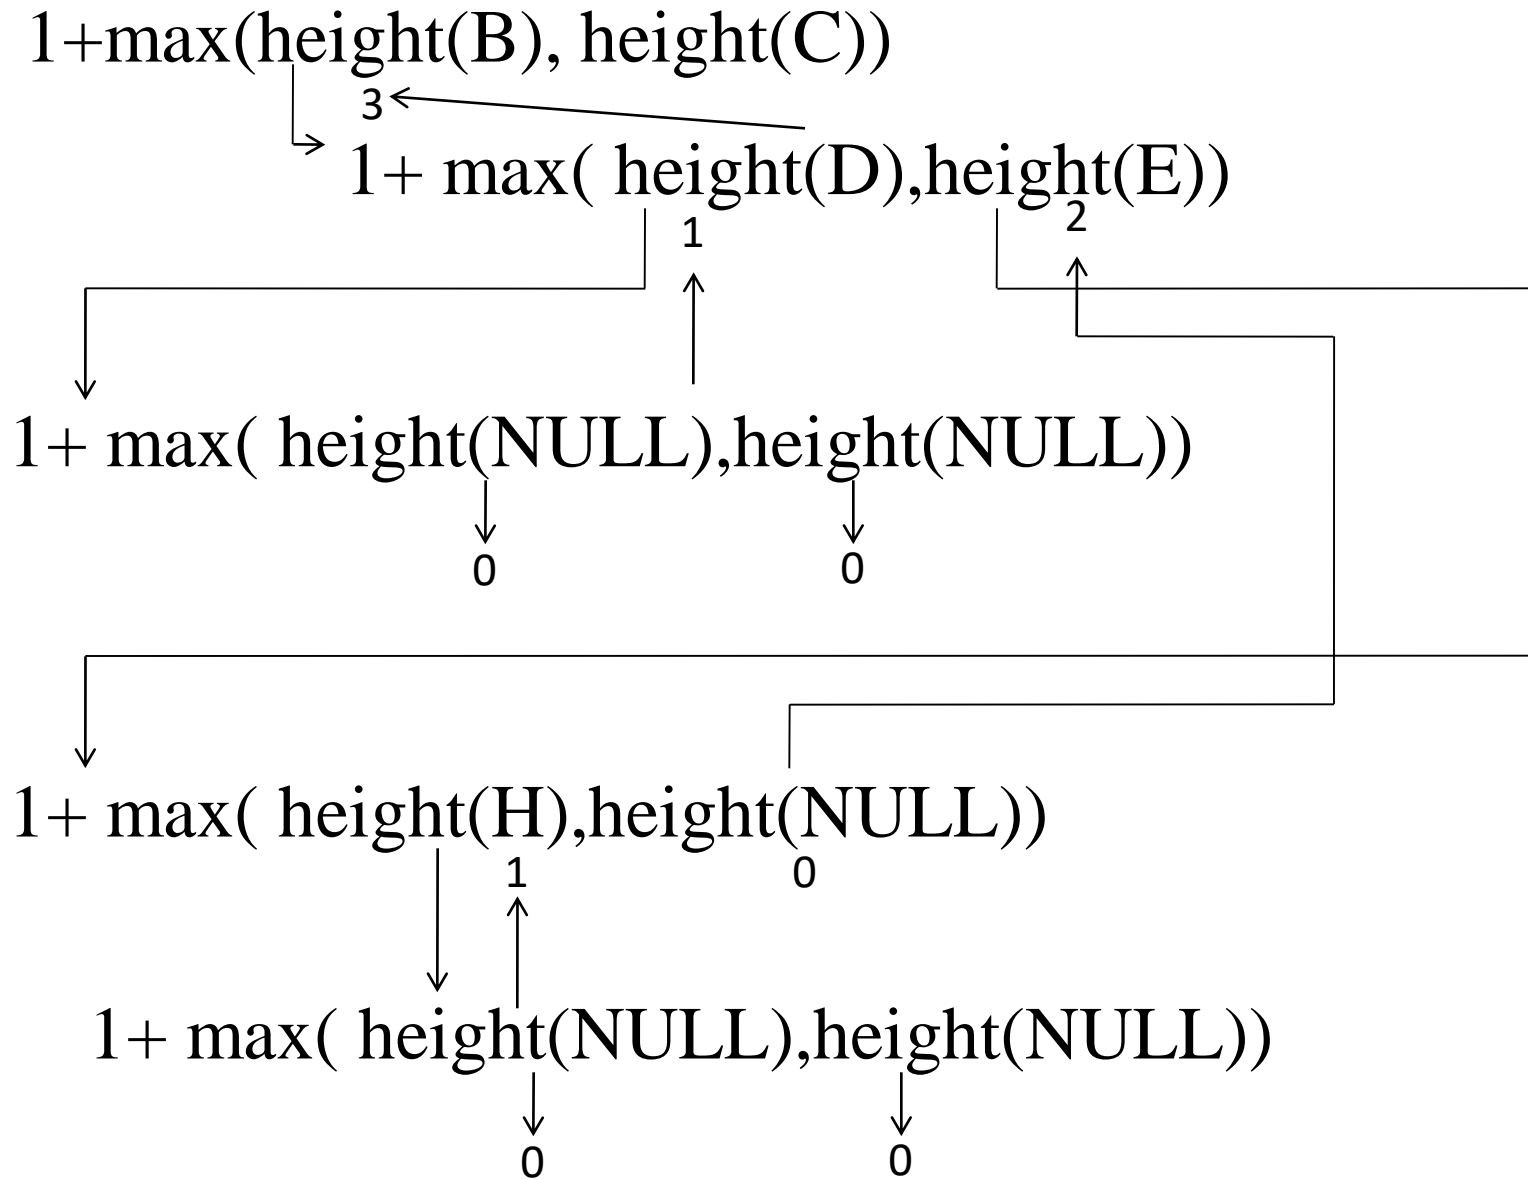 1+max(height(B), height(C))
3
1+ max( height(D),height(E))
1 2
1+ max( height(NULL),height(NULL))
0 0
1+ max( height(H),height(NULL))
1 0
1+ max( height(NULL),height(NULL))
0 0